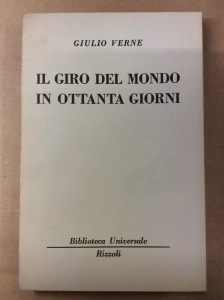 GIULIO VERNE
IL GIRO DEL MONDO
IN OTTANTA GIORNI
Biblioteca Universale
Rizzoli